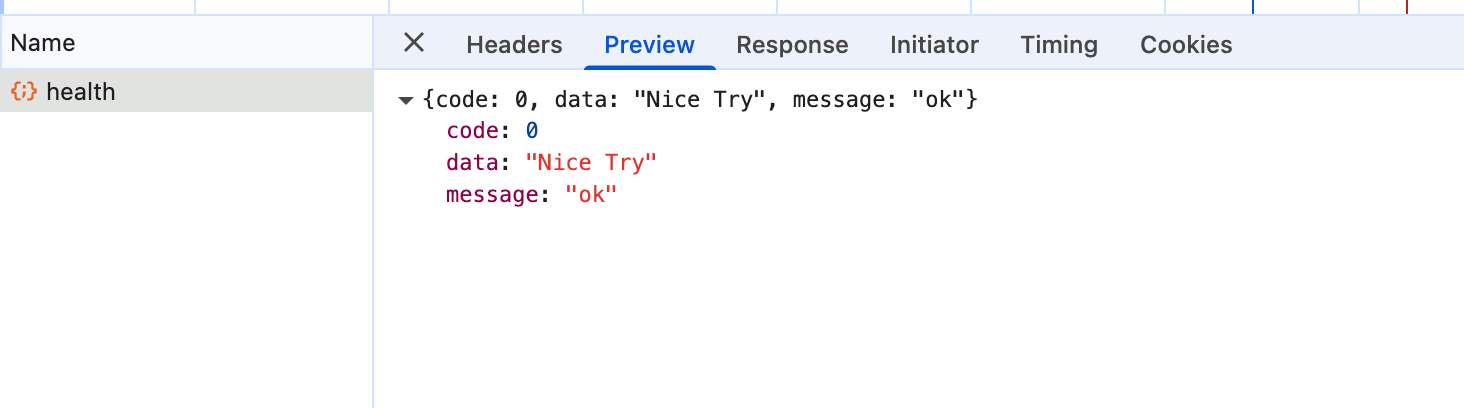 Name
health
Headers Preview Response Initiator Timing Cookies
{code: 0, data: "Nice Try", message: "ok"}
code: 0
data: "Nice Try"
message: "ok"